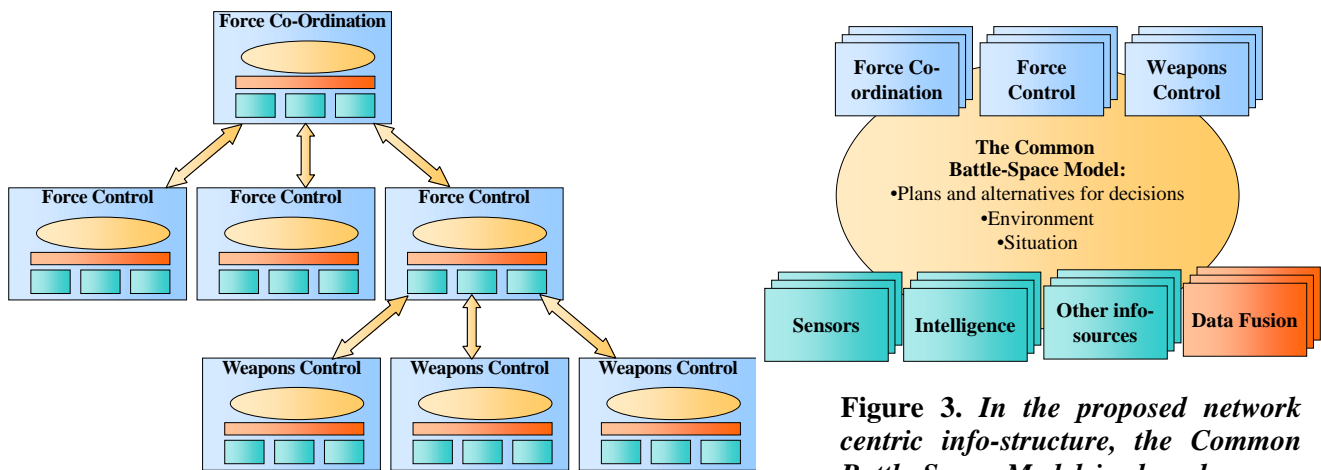 Force Co-Ordination
Force Control
Force Control
Force Control
Weapons Control
Weapons Control
Weapons Control
Force Co-
ordination
Force
Control
Weapons
Control
The Common
Battle-Space Model:
•Plans and alternatives for decisions
•Environment
•Situation
Sensors
Intelligence
Other info-
sources
Data Fusion
Figure 3. In the proposed network
centric info-structure, the Common